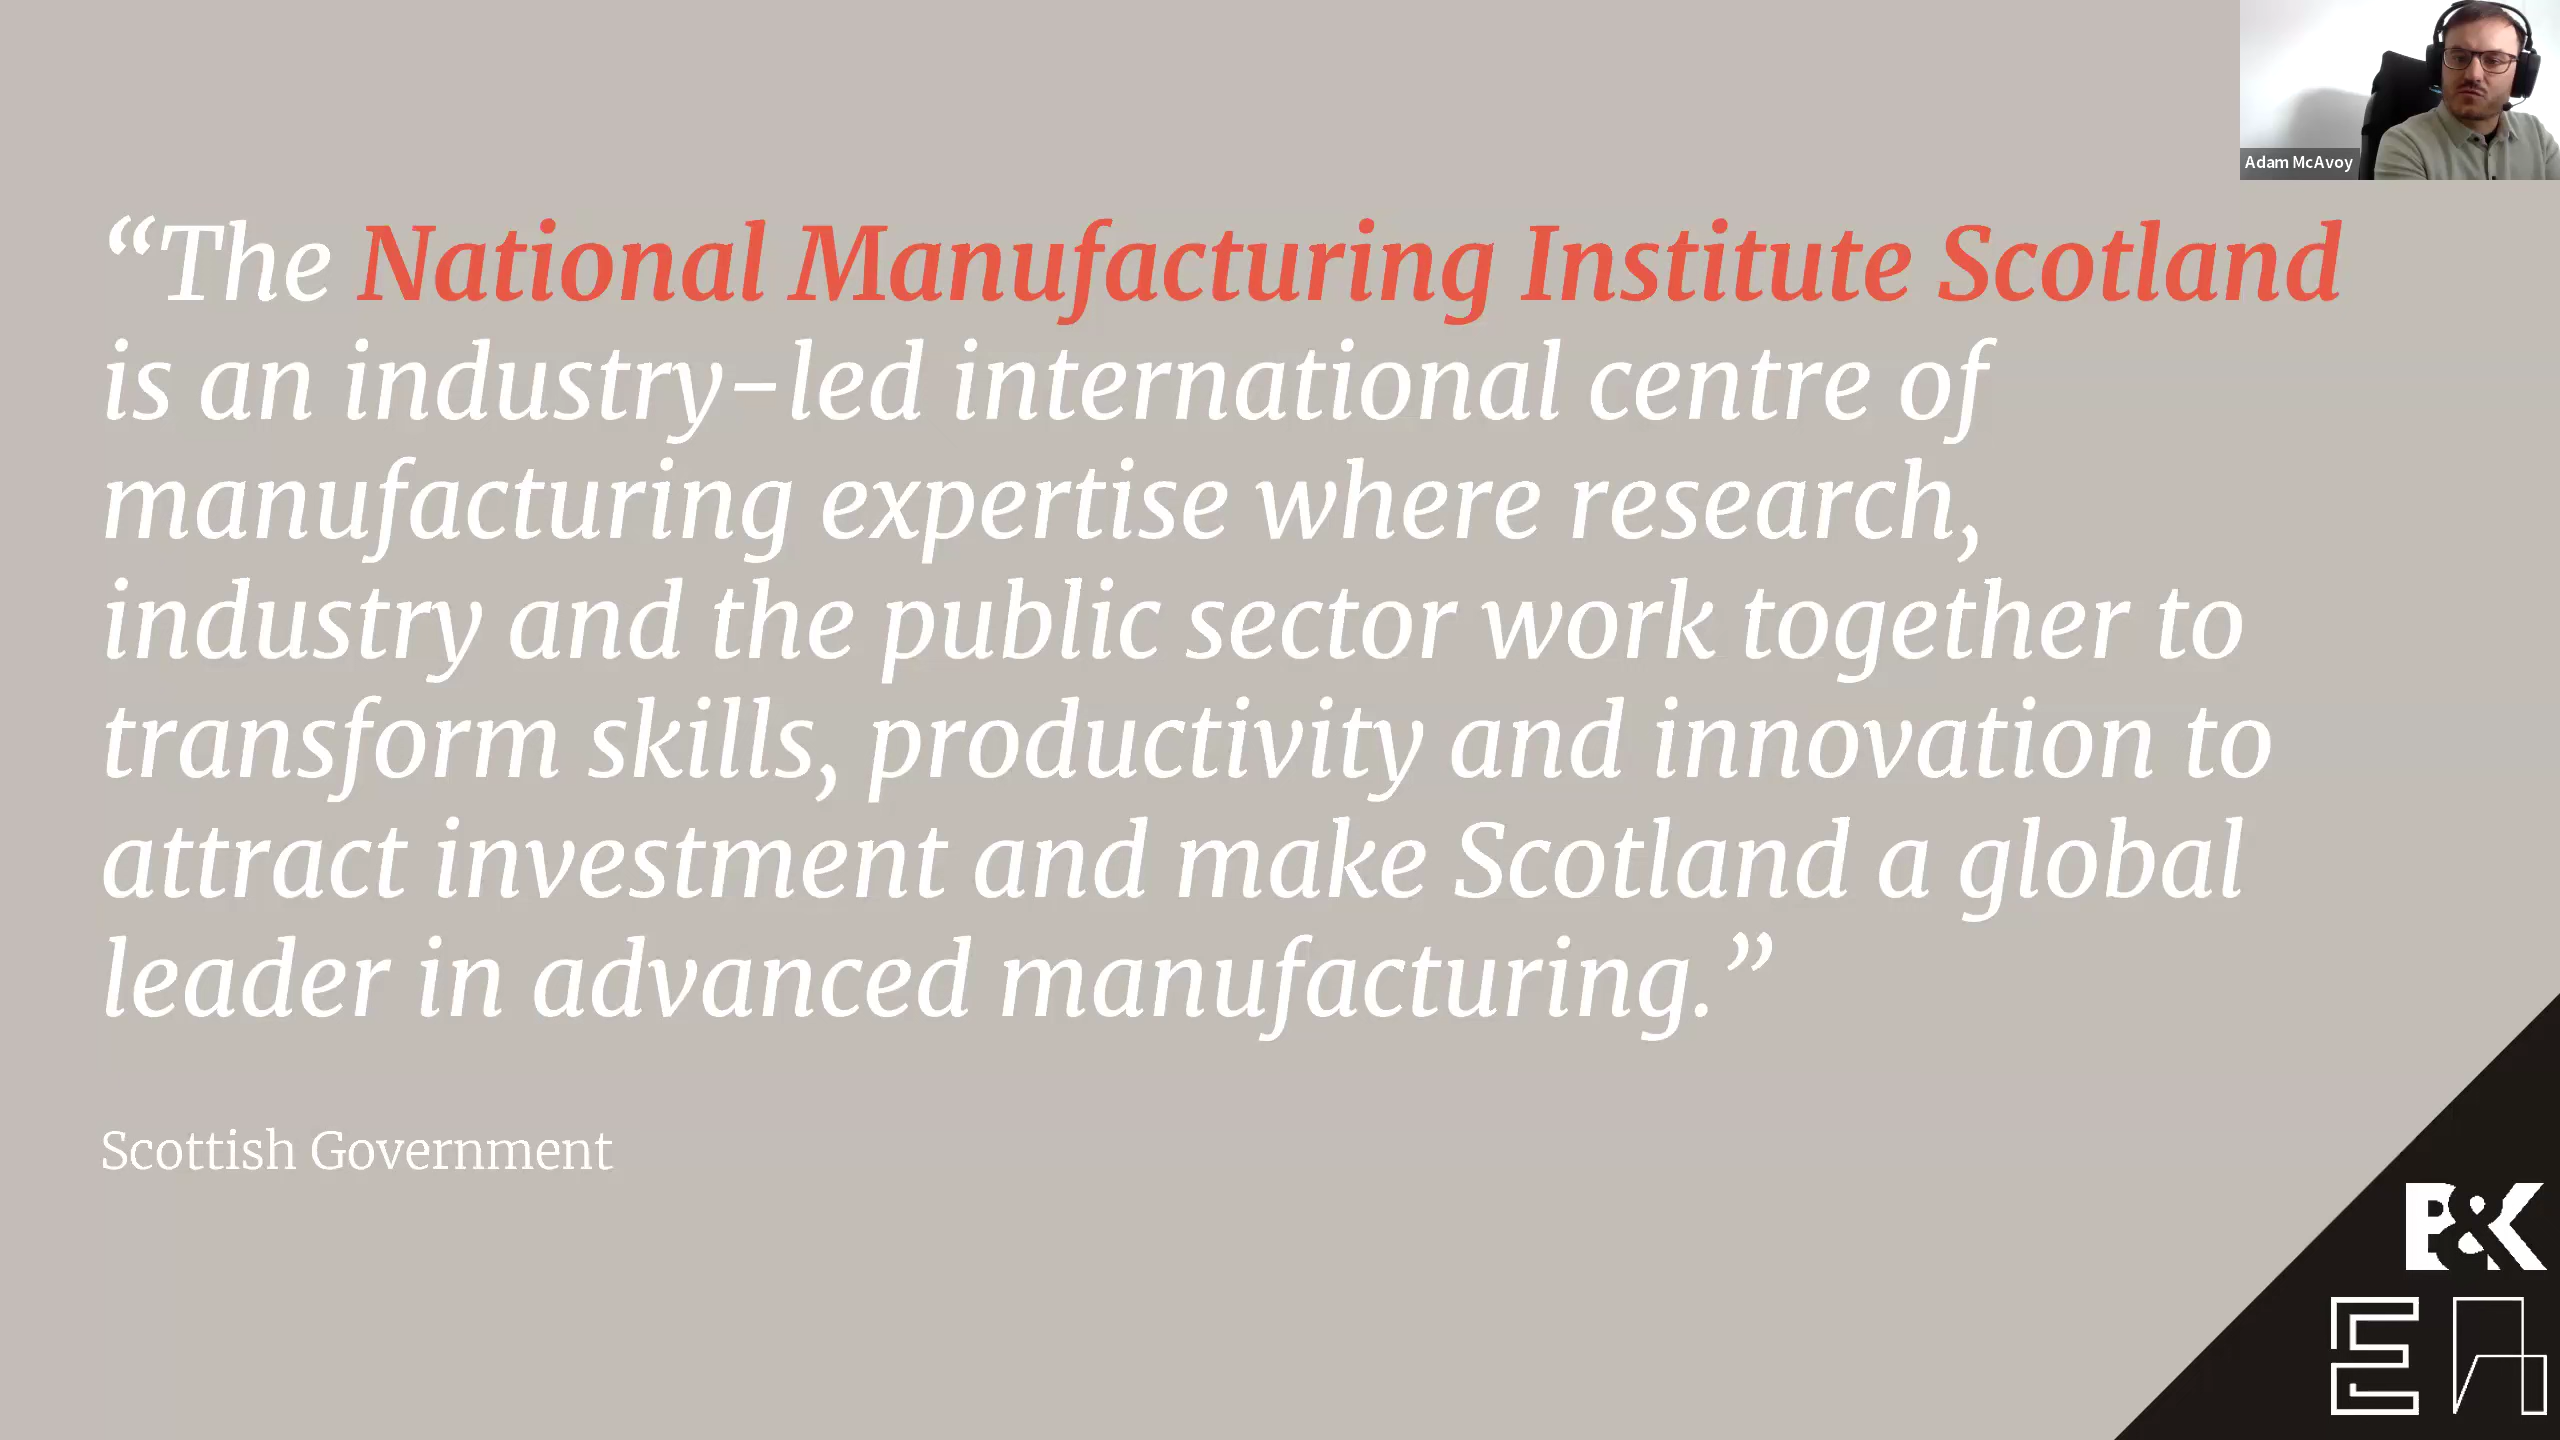 Adam McAvoy
“The National Manufacturing Institute Scotland
is an industry-led international centre of
manufacturing expertise where research,
industry and the public sector work together to
transform skills, productivity and innovation to
attract investment and make Scotland a global
leader in advanced manufacturing.”
Scottish Government
B&K
EA